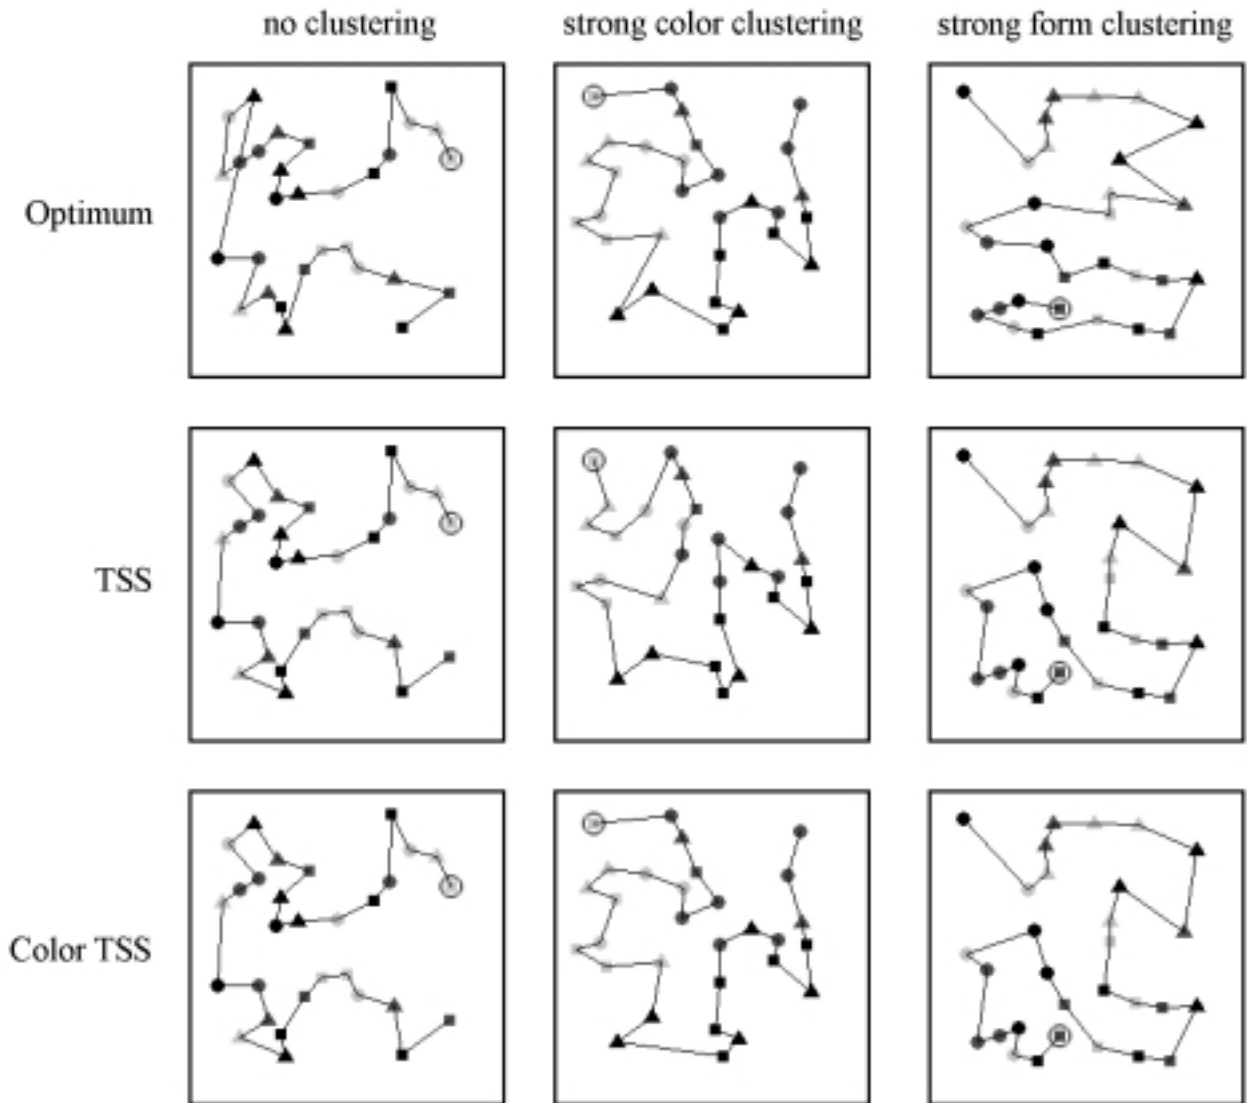 no clustering strong color clustering strong form clustering
Optimum
TSS
Color TSS